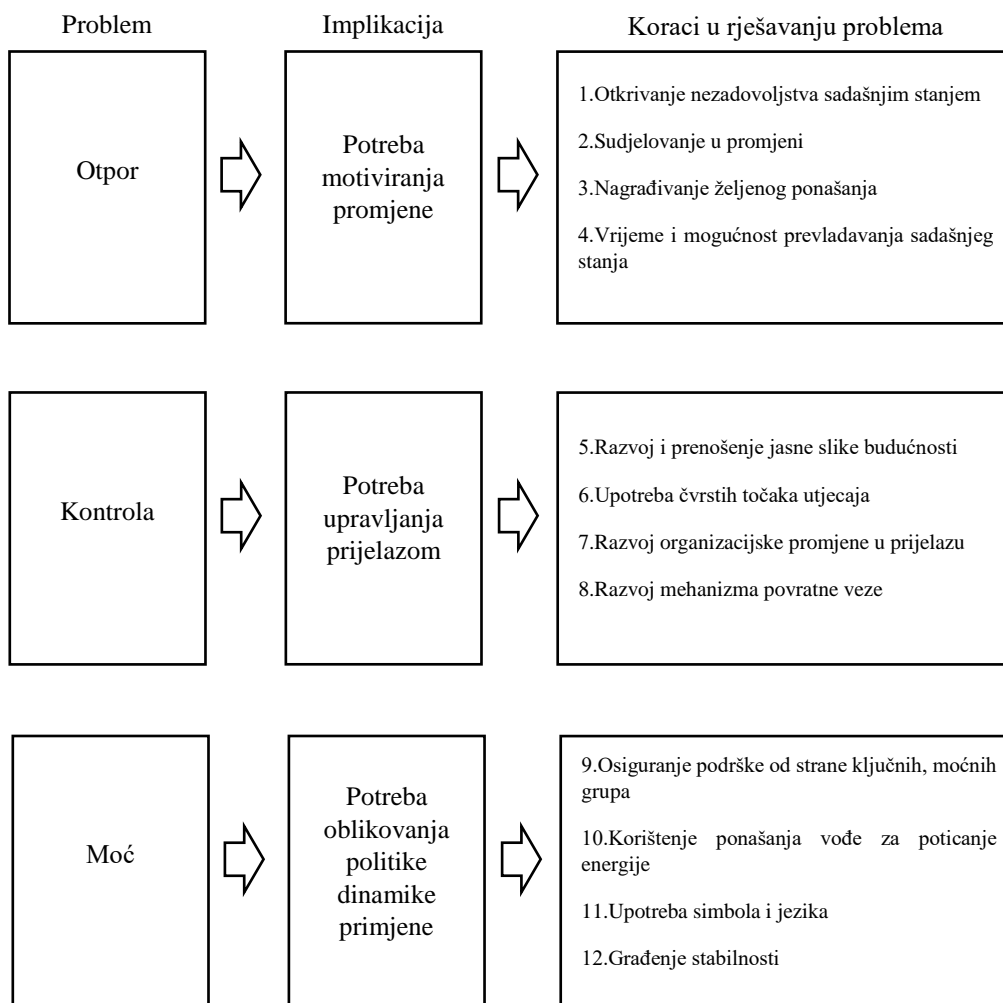 Problem
Implikacija
Koraci u rješavanju problema
Otpor
Potreba
motiviranja
promjene
1.Otkrivanje nezadovoljstva sadašnjim stanjem
2.Sudjelovanje u promjeni
3.Nagrađivanje željenog ponašanja
4.Vrijeme i mogućnost prevladavanja sadašnjeg
stanja
Kontrola
Potreba
upravljanja
prijelazom
5.Razvoj i prenošenje jasne slike budućnosti
6.Upotreba čvrstih točaka utjecaja
7.Razvoj organizacijske promjene u prijelazu
8.Razvoj mehanizma povratne veze
Moć
Potreba
oblikovanja
politike
dinamike
primjene
9.Osiguranje podrške od strane ključnih, moćnih
grupa
10.Korištenje ponašanja vođe za poticanje
energije
11.Upotreba simbola i jezika
12.Građenje stabilnosti